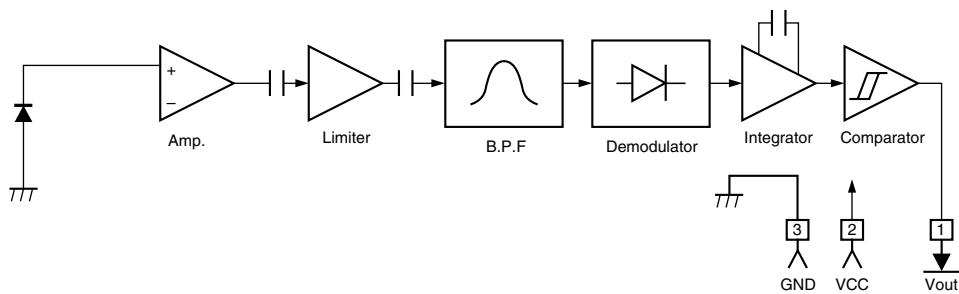 +
−
Amp.
Limiter
B.P.F
Demodulator
Integrator
Comparator
3
2
1
GND
VCC
Vout